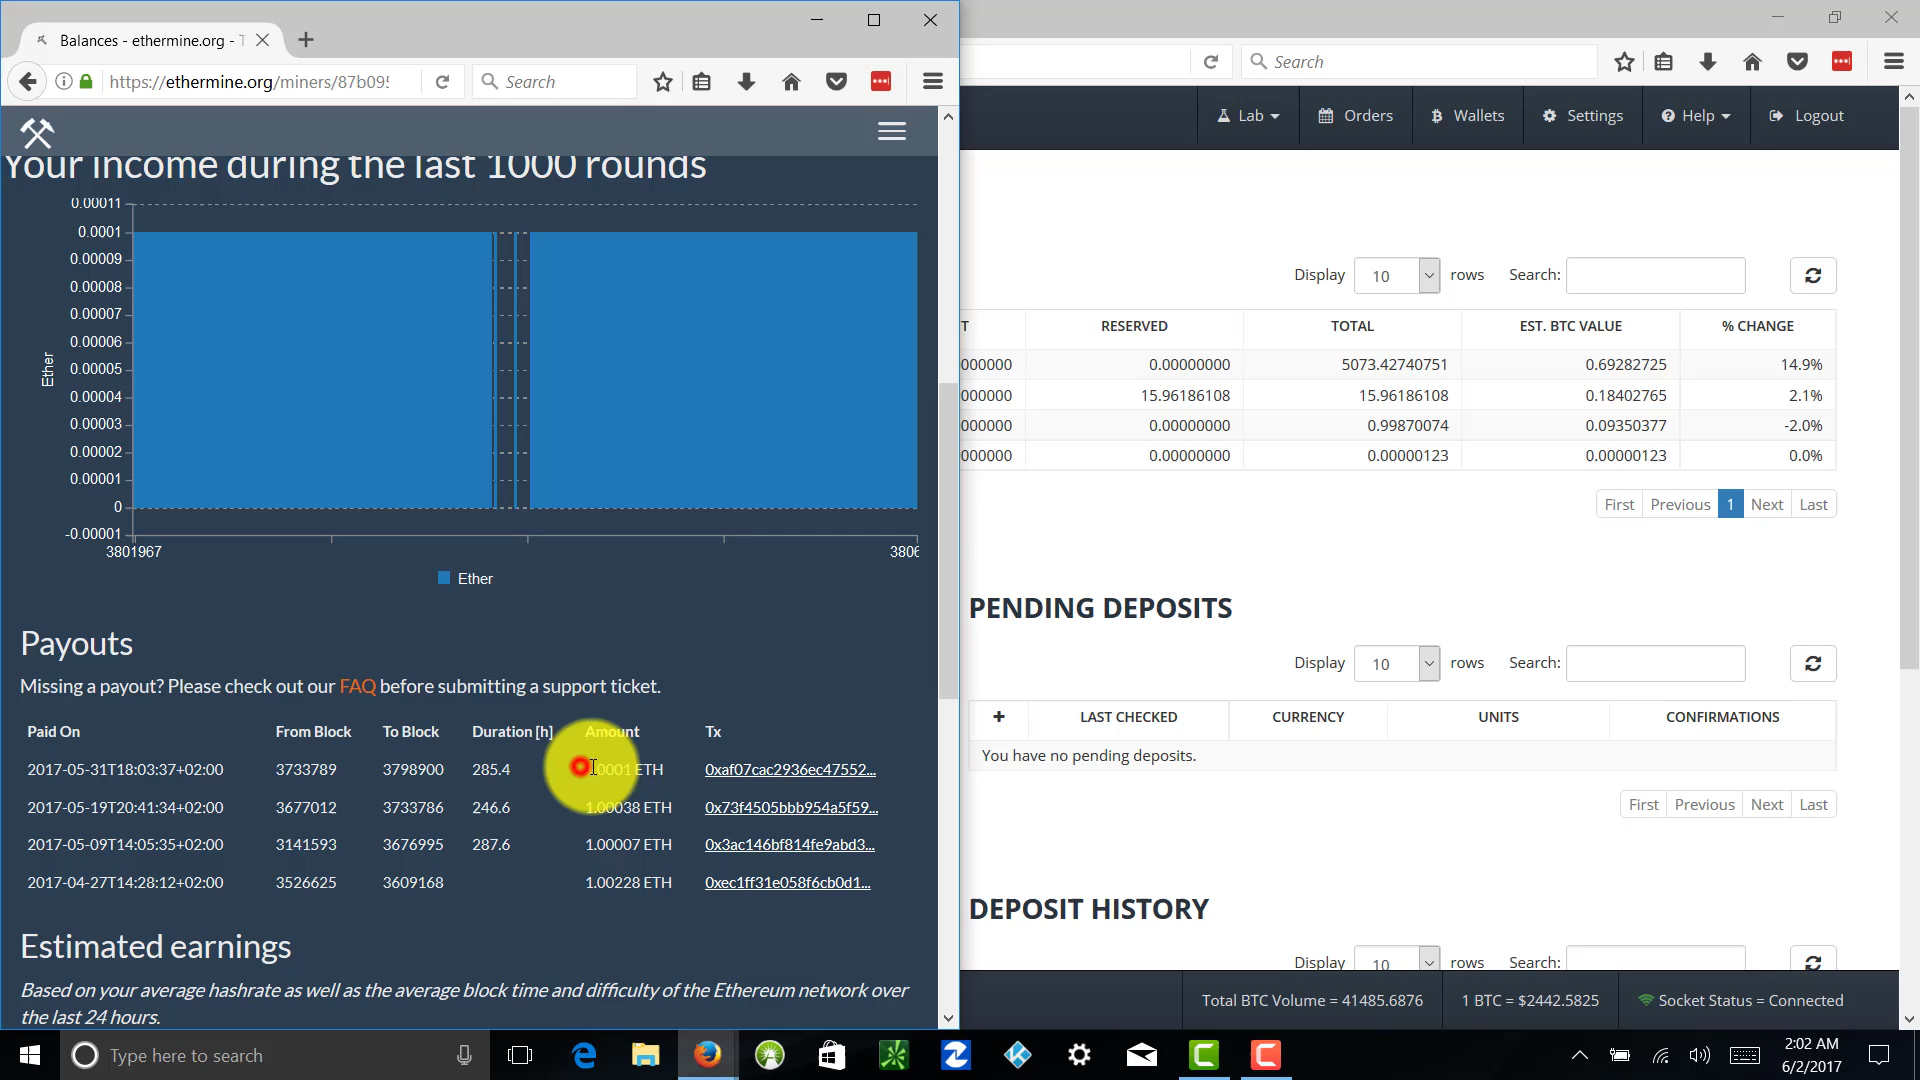 Balances - ethermine.org - T
https://ethermine.org/miners/87b095
Search
Your income during the last 1000 rounds
0.00011
0.0001
0.00009
0.00008
0.00007
0.00006
0.00005
0.00004
0.00003
0.00002
0.00001
0
-0.00001
Ether
3801967
3806
Ether
Payouts
Missing a payout? Please check out our FAQ before submitting a support ticket.
Paid On From Block To Block Duration [h] Amount Tx
2017-05-31T18:03:37+02:00 3733789 3798900 285.4 1.0001 ETH 0xaf07cac2936ec47552...
2017-05-19T20:41:34+02:00 3677012 3733786 246.6 1.00038 ETH 0x73f4505bbb954a5f59...
2017-05-09T14:05:35+02:00 3141593 3676995 287.6 1.00007 ETH 0x3ac146bf814fe9abd3...
2017-04-27T14:28:12+02:00 3526625 3609168 1.00228 ETH 0xec1ff31e058f6cb0d1...
Estimated earnings
Based on your average hashrate as well as the average block time and difficulty of the Ethereum network over
the last 24 hours.
Search
Lab Orders Wallets Settings Help Logout
Display 10 rows Search:
T RESERVED TOTAL EST. BTC VALUE % CHANGE
000000 0.00000000 5073.42740751 0.69282725 14.9%
000000 15.96186108 15.96186108 0.18402765 2.1%
000000 0.00000000 0.99870074 0.09350377 -2.0%
000000 0.00000000 0.00000123 0.00000123 0.0%
First Previous 1 Next Last
PENDING DEPOSITS
Display 10 rows Search:
+ LAST CHECKED CURRENCY UNITS CONFIRMATIONS
You have no pending deposits.
First Previous Next Last
DEPOSIT HISTORY
Display 10 rows Search:
Total BTC Volume = 41485.6876 1 BTC = $2442.5825 Socket Status = Connected
Type here to search
2:02 AM
6/2/2017